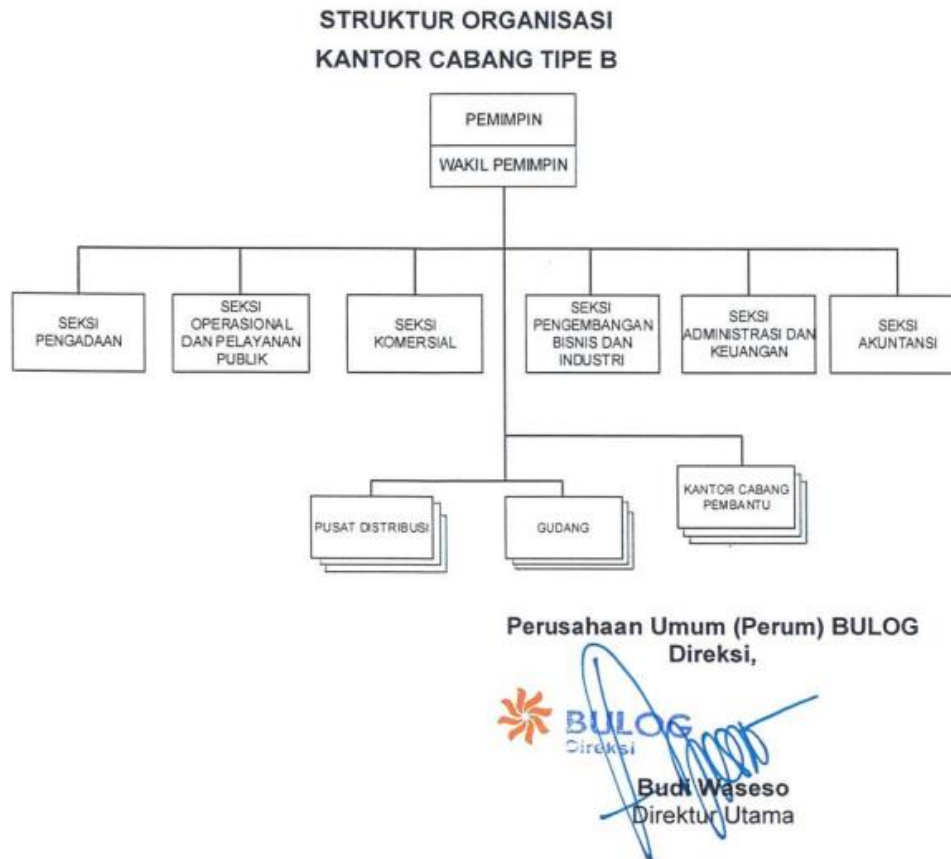 STRUKTUR ORGANISASI
KANTOR CABANG TIPE B
PEMIMPIN
WAKIL PEMIMPIN
SEKSI
PENGADAAN
SEKSI
OPERASIONAL
DAN PELAYANAN
PUBLIK
SEKSI
KOMERSIAL
SEKSI
PENGEMBANGAN
BISNIS DAN
INDUSTRI
SEKSI
ADMINISTRASI DAN
KEUANGAN
SEKSI
AKUNTANSI
PUSAT DISTRIBUSI
GUDANG
KANTOR CABANG
PEMBANTU
Perusahaan Umum (Perum) BULOG
Direksi,
BULOG
Direksi
Budi Waseso
Direktur Utama